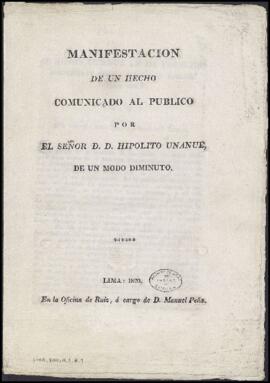 MANIFESTACION
DE UN HECHO
COMUNICADO AL PUBLICO
POR
EL SEÑOR D. D. HIPOLITO UNANUE,
DE UN MODO DIMINUTO.
LIMA: 1820.
En la Oficina de Ruiz, á cargo de D. Manuel Peña.